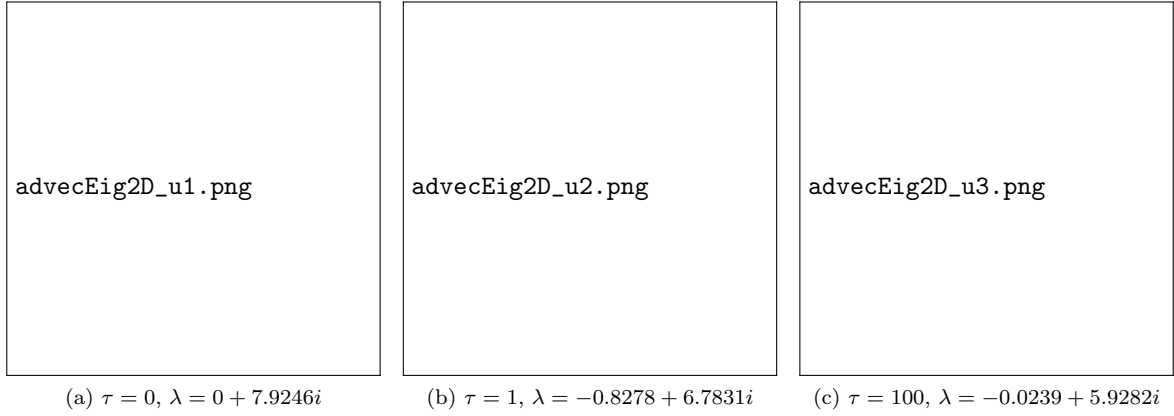 advecEig2D_u1.png
advecEig2D_u2.png
advecEig2D_u3.png
(a) τ = 0, λ = 0 + 7.9246i
(b) τ = 1, λ = −0.8278 + 6.7831i
(c) τ = 100, λ = −0.0239 + 5.9282i